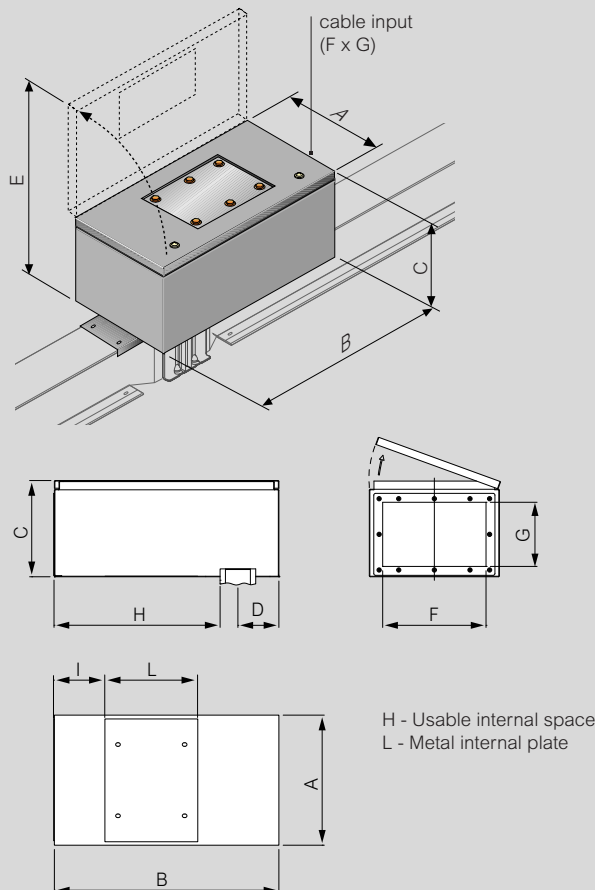 cable input
(F x G)
A
E
C
B
C
H
D
G
F
I
L
A
B
H - Usable internal space
L - Metal internal plate